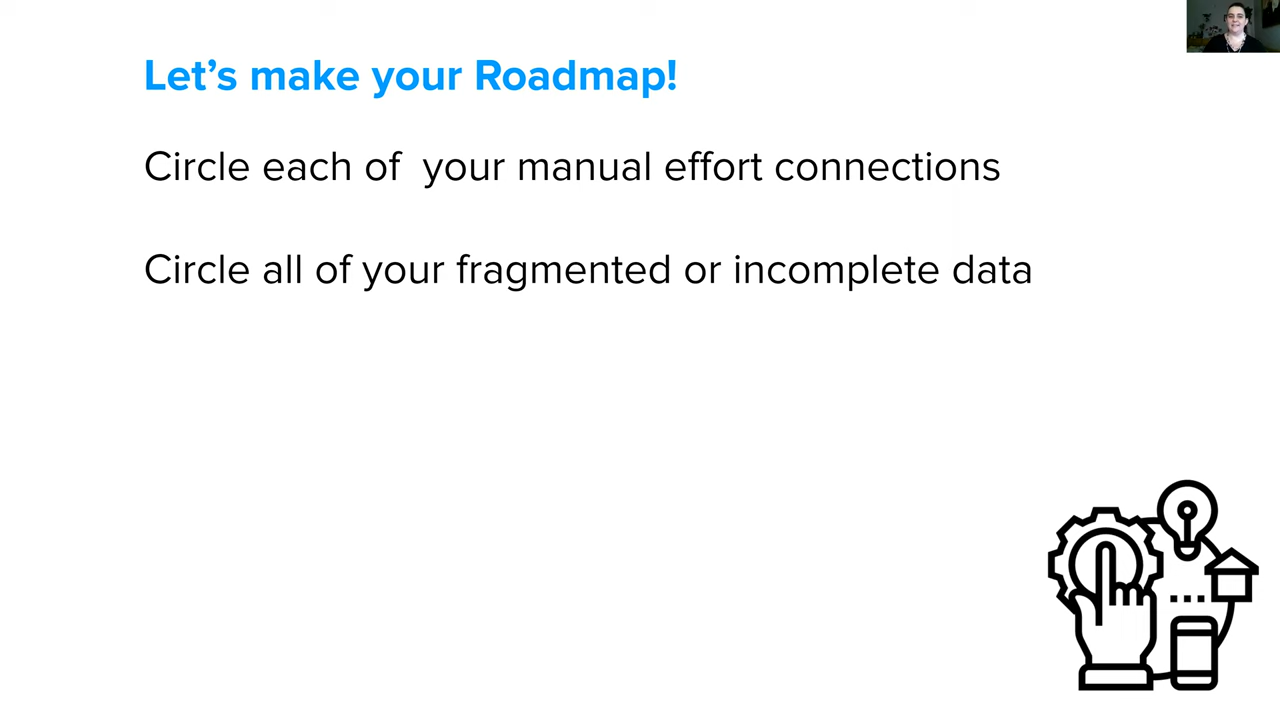 Let’s make your Roadmap!
Circle each of  your manual effort connections
Circle all of your fragmented or incomplete data